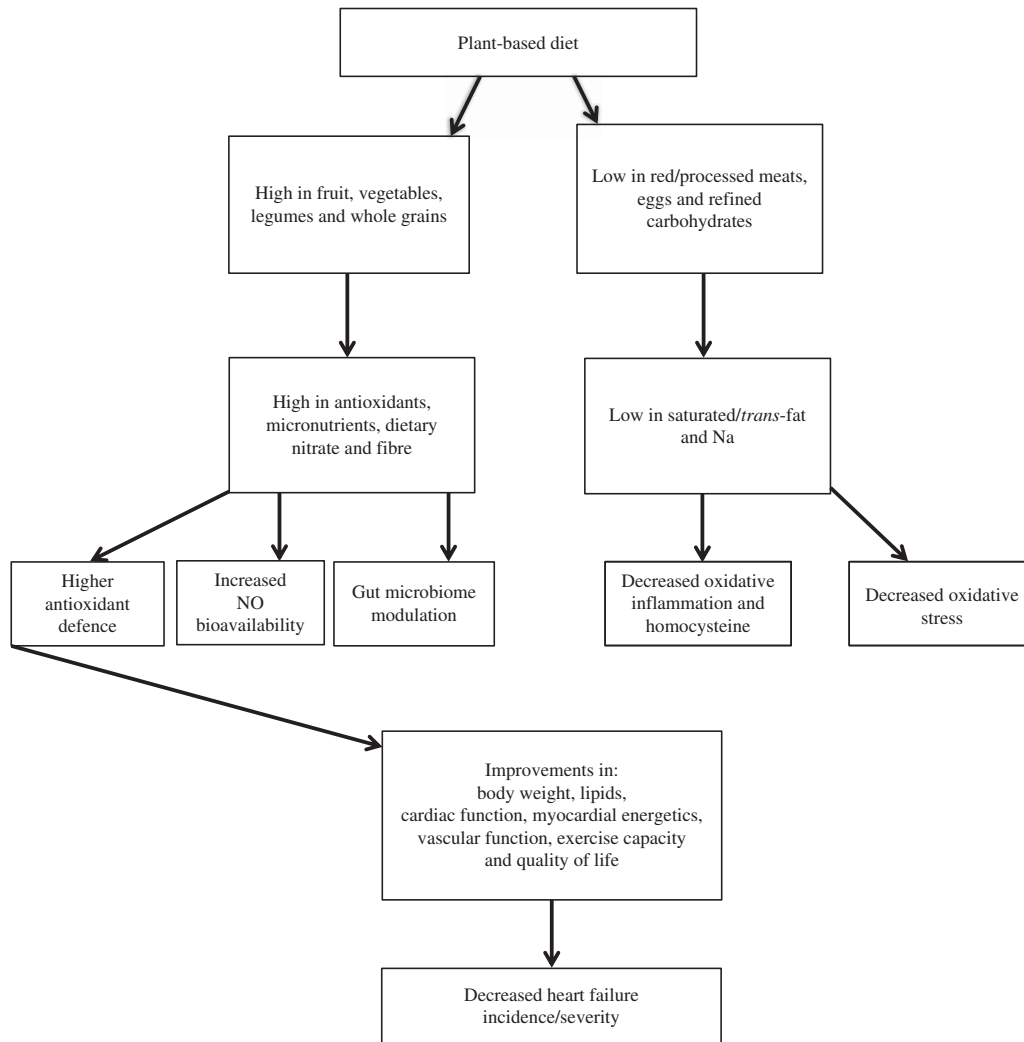 Plant-based diet
High in fruit, vegetables,
legumes and whole grains
Low in red/processed meats,
eggs and refined
carbohydrates
High in antioxidants,
micronutrients, dietary
nitrate and fibre
Low in saturated/trans-fat
and Na
Higher
antioxidant
defence
Increased
NO
bioavailability
Gut microbiome
modulation
Decreased oxidative
inflammation and
homocysteine
Decreased oxidative
stress
Improvements in:
body weight, lipids,
cardiac function, myocardial energetics,
vascular function, exercise capacity
and quality of life
Decreased heart failure
incidence/severity